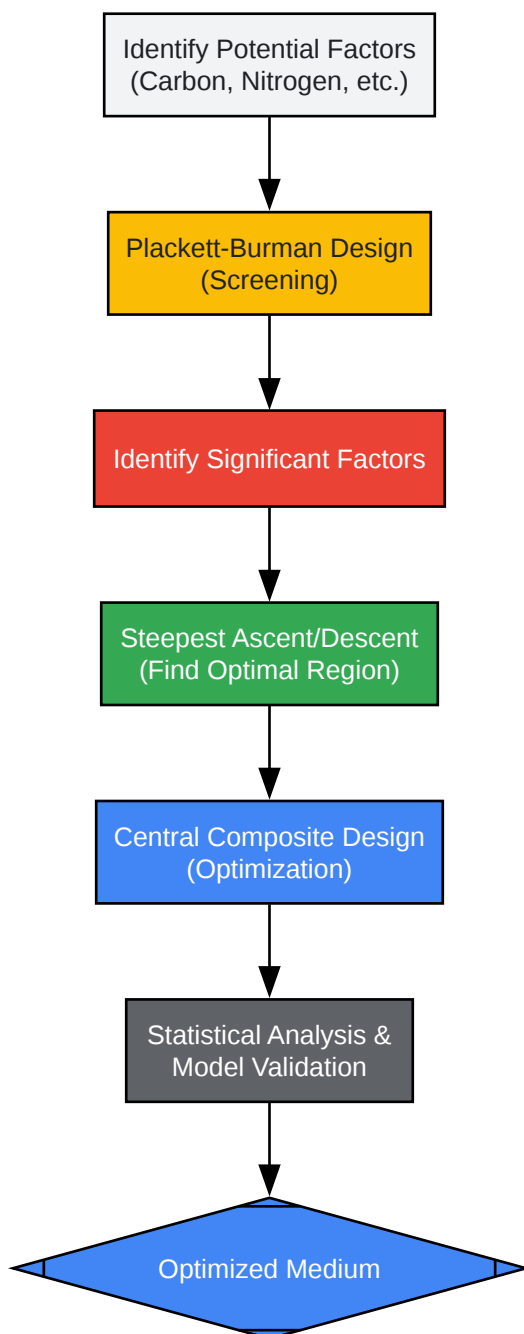 Identify Potential Factors
(Carbon, Nitrogen, etc.)
Plackett-Burman Design
(Screening)
Identify Significant Factors
Steepest Ascent/Descent
(Find Optimal Region)
Central Composite Design
(Optimization)
Statistical Analysis &
Model Validation
Optimized Medium